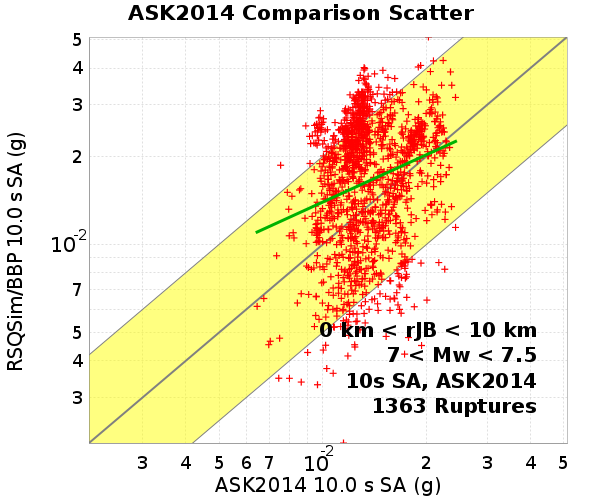 ASK2014 Comparison Scatter
RSQSim/BBP 10.0 s SA (g)
5
4
3
2
10-2
7
5
4
3
0 km < rJB < 10 km
7 < Mw < 7.5
10s SA, ASK2014
1363 Ruptures
3 4 5 6 7 10-2 2 3 4 5
ASK2014 10.0 s SA (g)